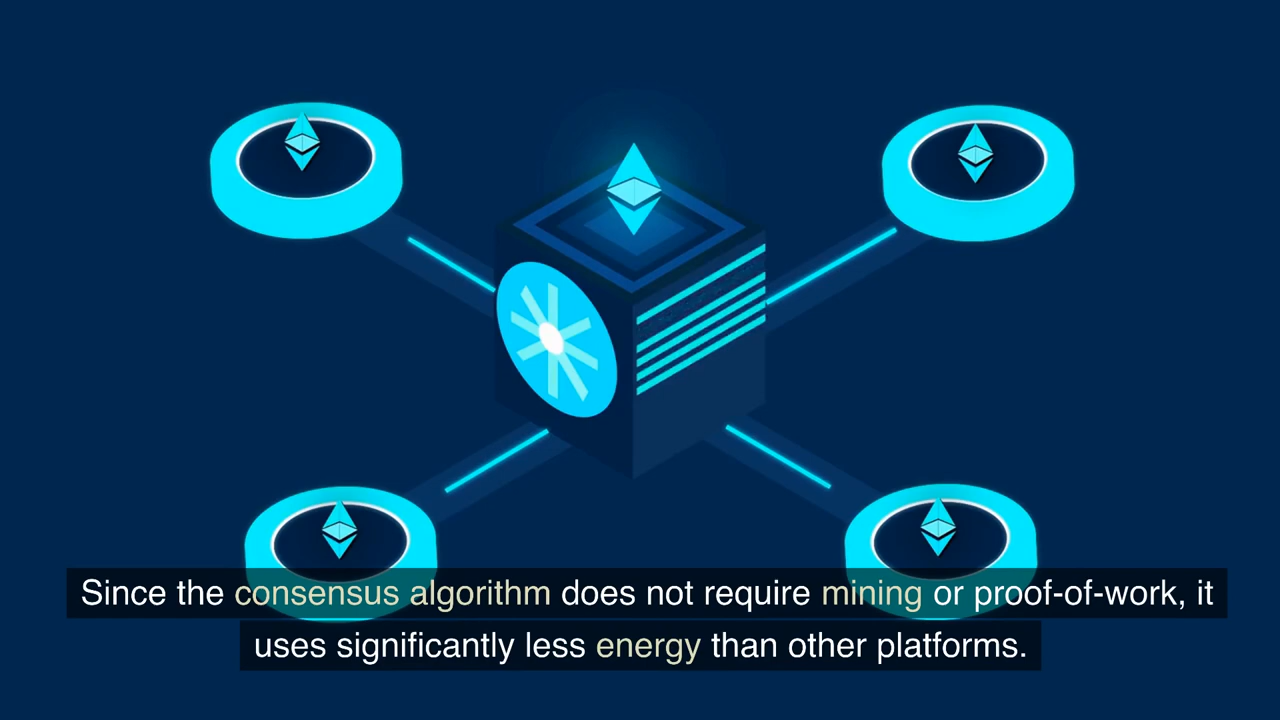 Since the consensus algorithm does not require mining or proof-of-work, it
uses significantly less energy than other platforms.